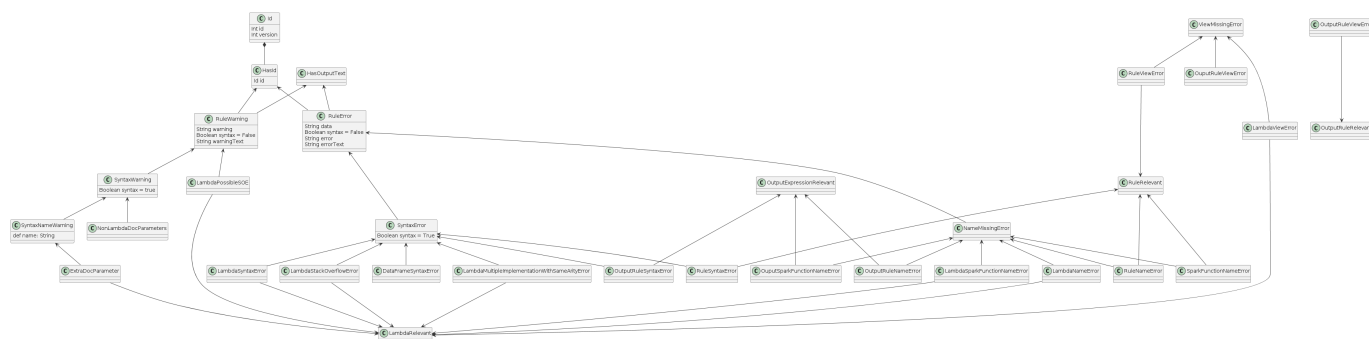 C Id
Int id
Int version
C HasId
Id id
C HasOutputText
C RuleWarning
String warning
Boolean syntax = False
String warningText
C RuleError
String data
Boolean syntax = False
String error
String errorText
C ViewMissingError
C OutputRuleViewErr
C RuleViewError
C OuputRuleViewError
C LambdaViewError
C OutputRuleRelevan
C SyntaxWarning
Boolean syntax = true
C LambdaPossibleSOE
C OutputExpressionRelevant
C RuleRelevant
C SyntaxNameWarning
def name: String
C NonLambdaDocParameters
C SyntaxError
Boolean syntax = True
C NameMissingError
C ExtraDocParameter
C LambdaSyntaxError
C LambdaStackOverflowError
C DataFrameSyntaxError
C LambdaMultipleImplementationWithSameArityError
C OutputRuleSyntaxError
C RuleSyntaxError
C OuputSparkFunctionNameError
C OutputRuleNameError
C LambdaSparkFunctionNameError
C LambdaNameError
C RuleNameError
C SparkFunctionNameError
C LambdaRelevant